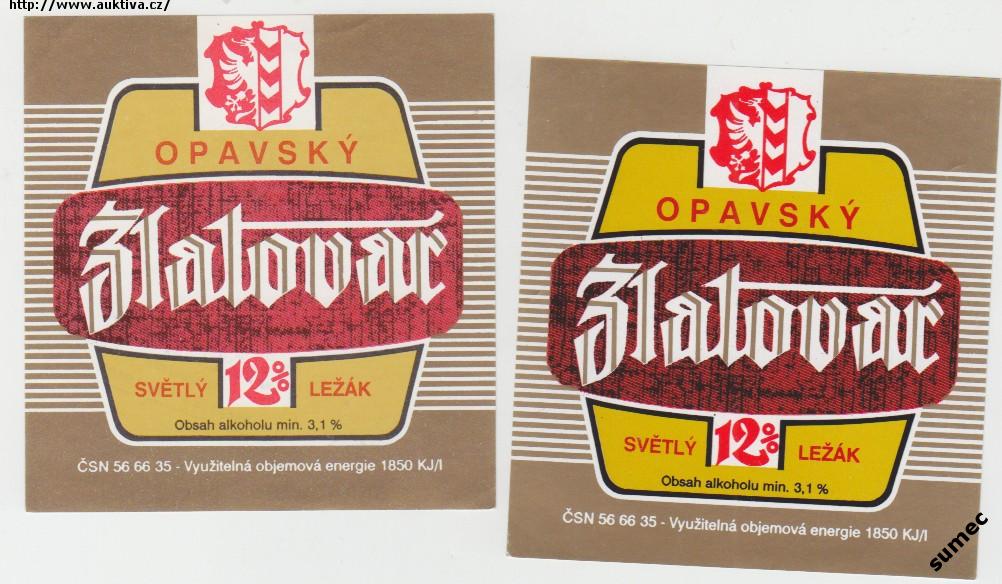 http://www.auktiva.cz/
OPAVSKÝ
Zlatovar
SVĚTLÝ 12% LEŽÁK
Obsah alkoholu min. 3,1 %
ČSN 56 66 35 - Využitelná objemová energie 1850 KJ/l
OPAVSKÝ
Zlatovar
SVĚTLÝ 12% LEŽÁK
Obsah alkoholu min. 3,1 %
ČSN 56 66 35 - Využitelná objemová energie 1850 KJ/l
sumec